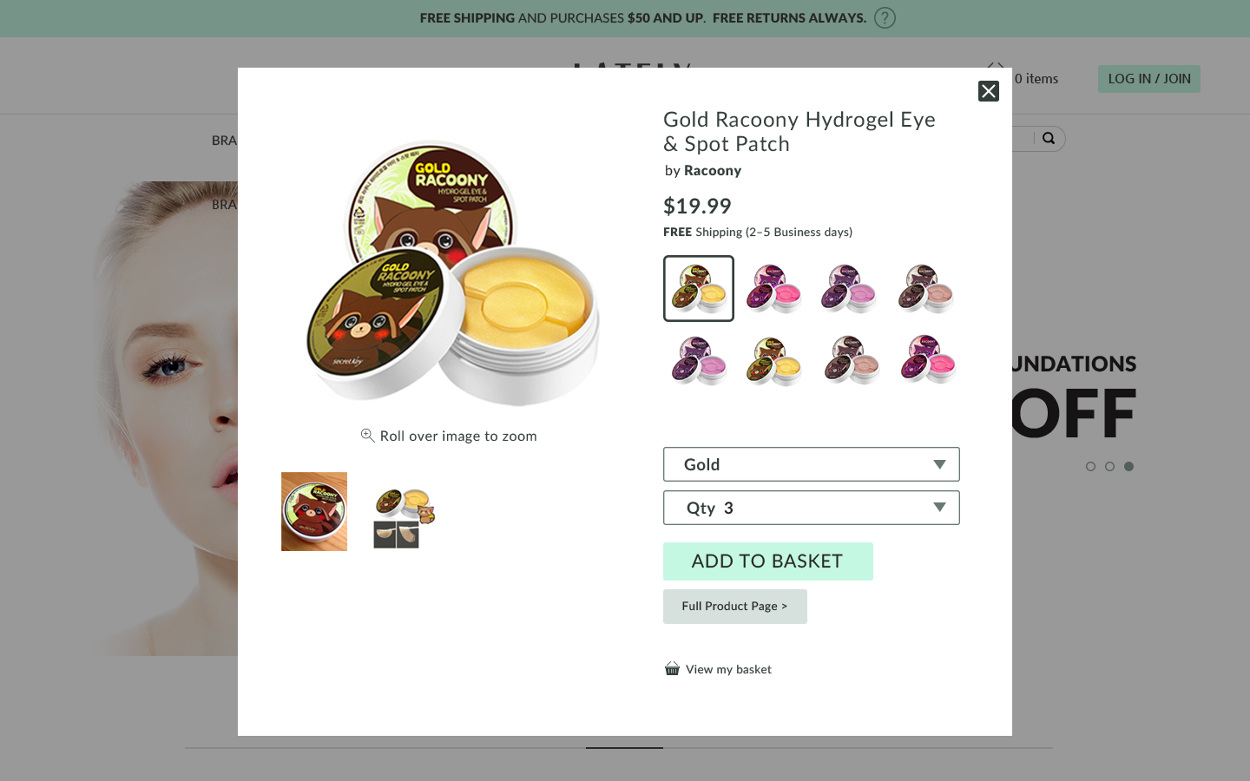 FREE SHIPPING AND PURCHASES $50 AND UP. FREE RETURNS ALWAYS. ?
LATELY
0 items
LOG IN / JOIN
BRA
BRA
UNDATIONS
OFF
GOLD
RACOONY
HYDRO GEL EYE &
SPOT PATCH
GOLD
RACOONY
HYDRO GEL EYE &
SPOT PATCH
secretKey
Roll over image to zoom
Gold Racoony Hydrogel Eye
& Spot Patch
by Racoony
$19.99
FREE Shipping (2–5 Business days)
Gold
Qty 3
ADD TO BASKET
Full Product Page >
View my basket